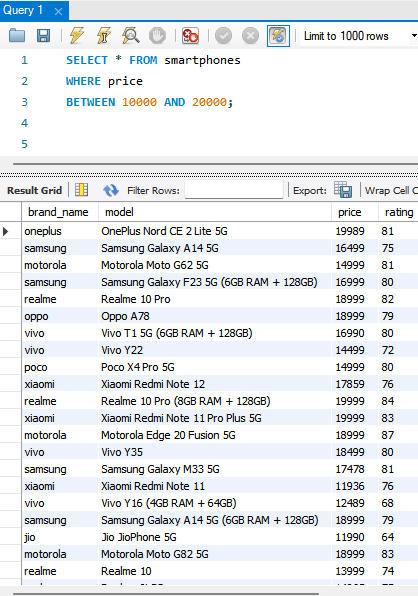 Query 1 ×
Limit to 1000 rows
1 SELECT * FROM smartphones
2 WHERE price
3 BETWEEN 10000 AND 20000;
4
5
Result Grid Filter Rows: Export: Wrap Cell C
brand_name model price rating
oneplus OnePlus Nord CE 2 Lite 5G 19989 81
samsung Samsung Galaxy A14 5G 16499 75
motorola Motorola Moto G62 5G 14999 81
samsung Samsung Galaxy F23 5G (6GB RAM + 128GB) 16999 80
realme Realme 10 Pro 18999 82
oppo Oppo A78 18999 79
vivo Vivo T1 5G (6GB RAM + 128GB) 16990 80
vivo Vivo Y22 14499 72
poco Poco X4 Pro 5G 14999 80
xiaomi Xiaomi Redmi Note 12 17859 76
realme Realme 10 Pro (8GB RAM + 128GB) 19999 84
xiaomi Xiaomi Redmi Note 11 Pro Plus 5G 19999 83
motorola Motorola Edge 20 Fusion 5G 18999 87
vivo Vivo Y35 18499 80
samsung Samsung Galaxy M33 5G 17478 81
xiaomi Xiaomi Redmi Note 11 11936 76
vivo Vivo Y16 (4GB RAM + 64GB) 12489 68
samsung Samsung Galaxy A14 5G (6GB RAM + 128GB) 18999 79
jio Jio JioPhone 5G 11990 64
motorola Motorola Moto G82 5G 18999 83
realme Realme 10 13999 74